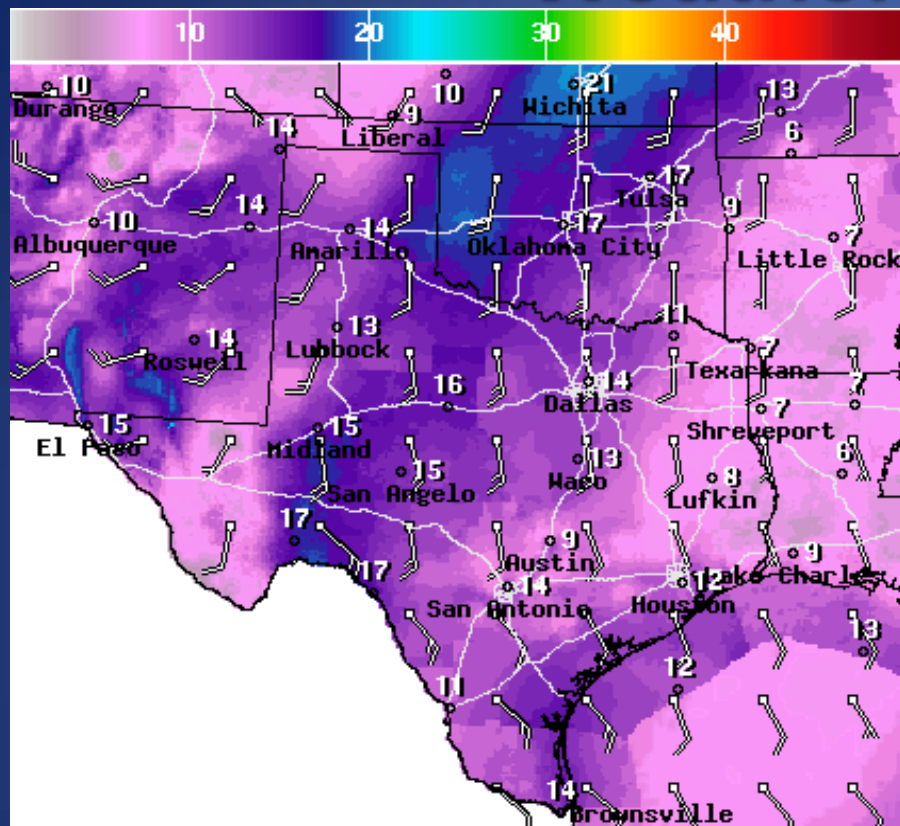 10 20 30 40
10 10 21 13
Durango Wichita
9
Liberal
14 6
17
Tulsa
10 14 14 17 9 7
Albuquerque Amarillo Oklahoma City Little Rock
14 13 11
Roswell Lubbock 7
Texarkana
16 14 7
Dallas
15 15 7
El Paso Midland Shreveport
15 13 8 6
San Angelo Waco Lufkin
17 9 9
Austin
17 14 12 Lake Charles
San Antonio Houston
13
12
11
14
Brownsville